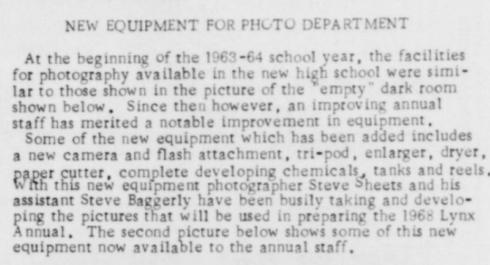 NEW EQUIPMENT FOR PHOTO DEPARTMENT
At the beginning of the 1963-64 school year, the facilities
for photography available in the new high school were simi-
lar to those shown in the picture of the "empty" dark room
shown below. Since then however, an improving annual
staff has merited a notable improvement in equipment.
Some of the new equipment which has been added includes
a new camera and flash attachment, tri-pod, enlarger, dryer,
paper cutter, complete developing chemicals, tanks and reels.
With this new equipment photographer Steve Sheets and his
assistant Steve Baggerly have been busily taking and develo-
ping the pictures that will be used in preparing the 1968 Lynx
Annual. The second picture below shows some of this new
equipment now available to the annual staff.